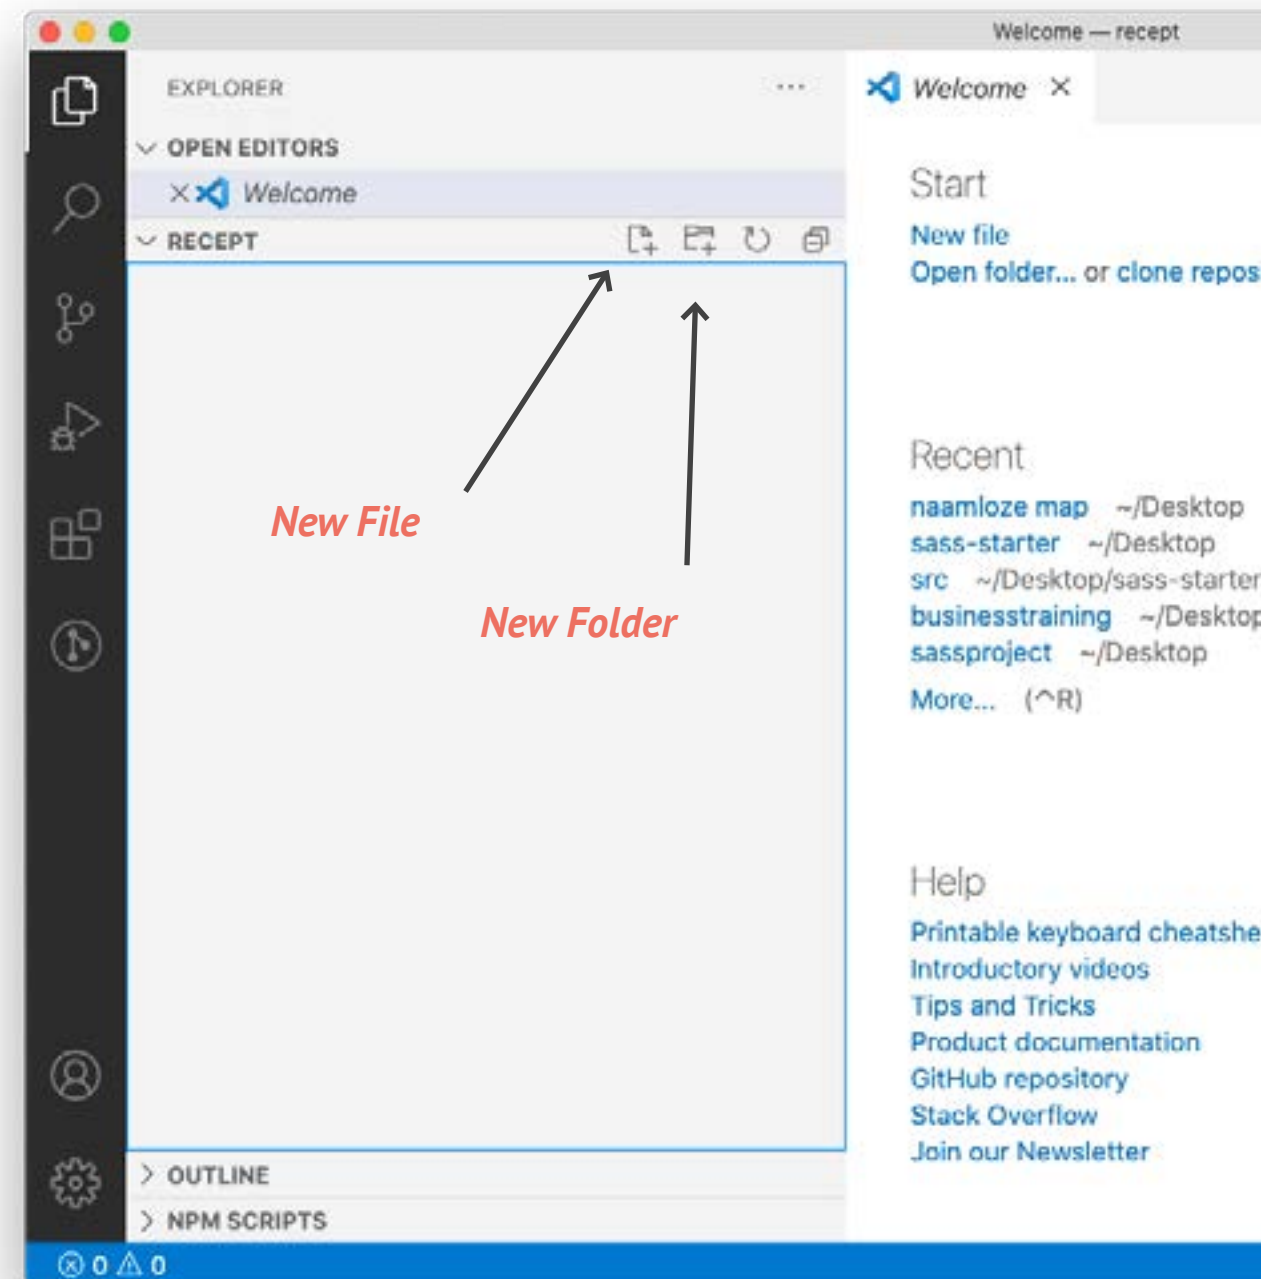 Welcome — recept
EXPLORER
...
Welcome
OPEN EDITORS
Welcome
RECEPT
New File
New Folder
OUTLINE
NPM SCRIPTS
Start
New file
Open folder... or clone repos
Recent
naamloze map ~/Desktop
sass-starter ~/Desktop
src ~/Desktop/sass-starter
businesstraining ~/Desktop
sassproject ~/Desktop
More... (^R)
Help
Printable keyboard cheatshe
Introductory videos
Tips and Tricks
Product documentation
GitHub repository
Stack Overflow
Join our Newsletter
0 0